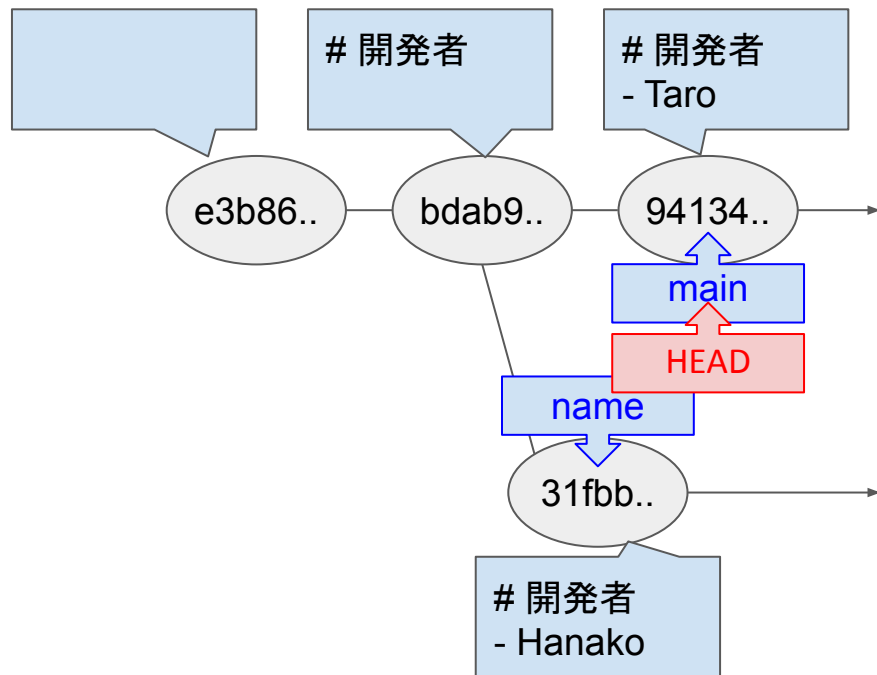 # 開発者
# 開発者
- Taro
e3b86..
bdab9..
94134..
main
HEAD
name
31fbb..
# 開発者
- Hanako